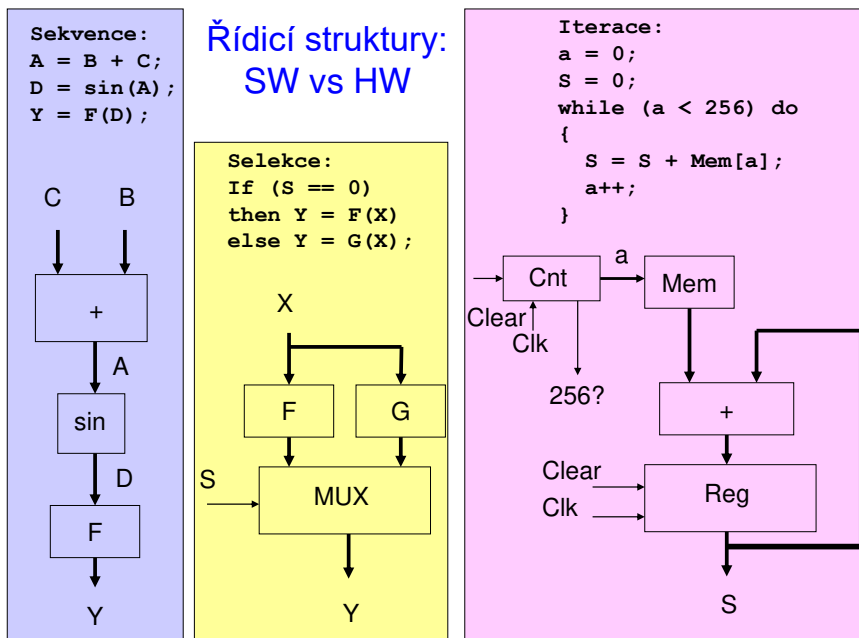 Řídicí struktury:
SW vs HW
Sekvence:
A = B + C;
D = sin(A);
Y = F(D);
C
B
+
A
sin
D
F
Y
Selekce:
If (S == 0)
then Y = F(X)
else Y = G(X);
X
F
G
S
MUX
Y
Iterace:
a = 0;
S = 0;
while (a < 256) do
{
S = S + Mem[a];
a++;
}
a
Cnt
Mem
Clear
Clk
256?
+
Clear
Reg
Clk
S